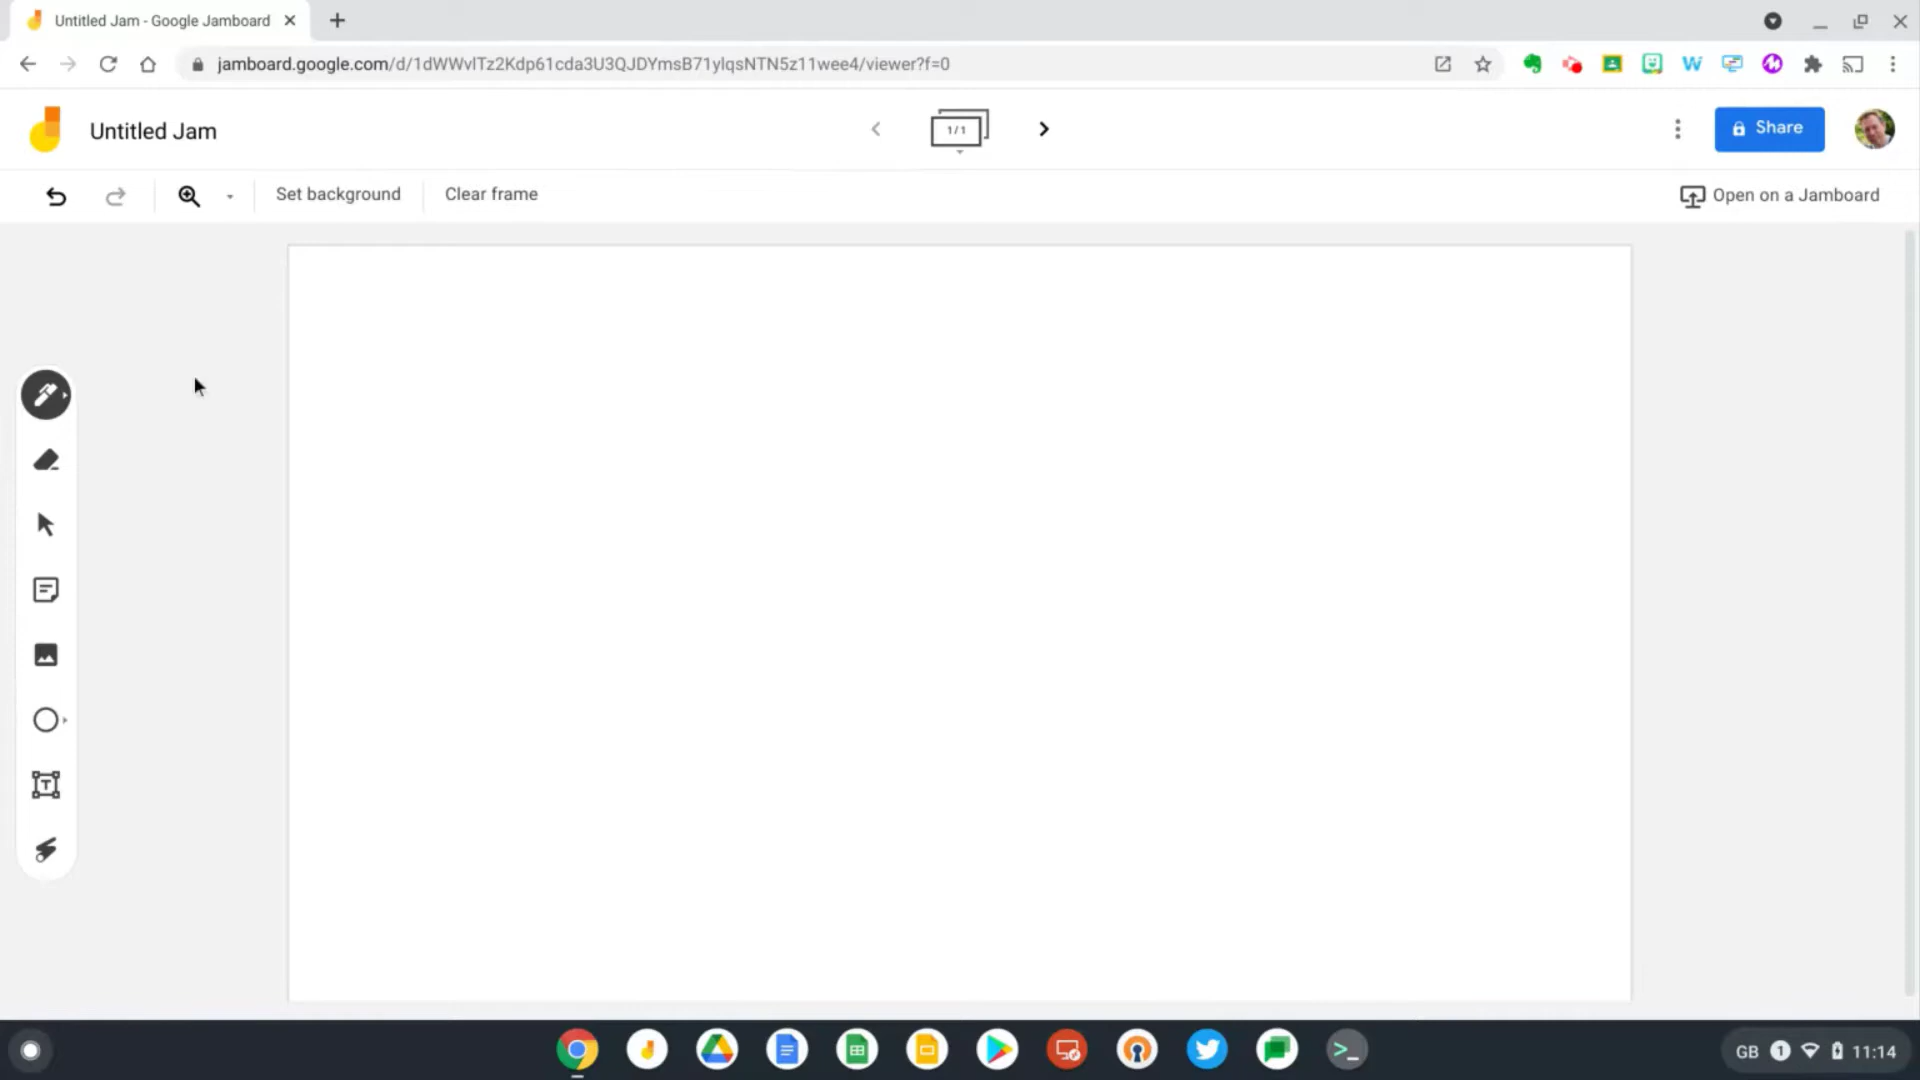 Untitled Jam - Google Jamboard
jamboard.google.com/d/1dWWvlTz2Kdp61cda3U3QJDYmsB71ylqsNTN5z11wee4/viewer?f=0
Untitled Jam
1/1
Share
Set background
Clear frame
Open on a Jamboard
GB 1 11:14